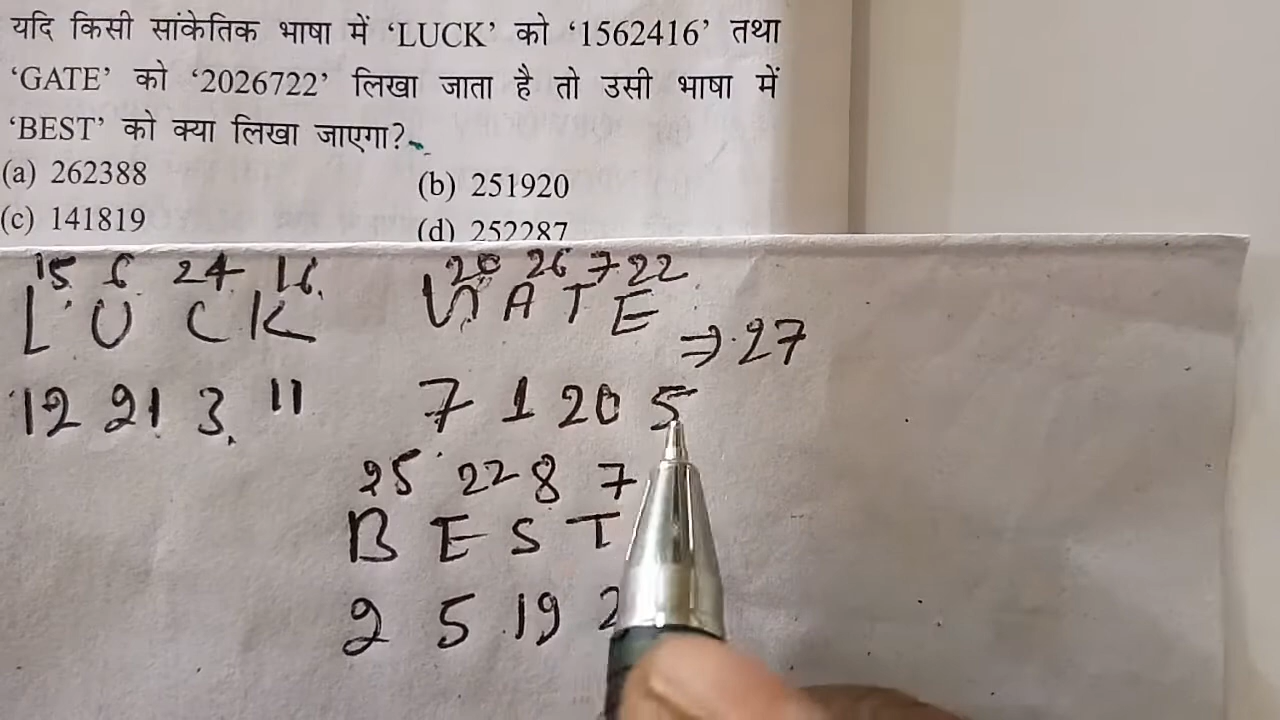 यदि किसी सांकेतिक भाषा में ‘LUCK’ को ‘1562416’ तथा
‘GATE’ को ‘2026722’ लिखा जाता है तो उसी भाषा में
‘BEST’ को क्या लिखा जाएगा?
(a) 262388 (b) 251920
(c) 141819 (d) 252287
15 6 24 16 20 26 7 22
L U C K G A T E
⇒ 27
12 21 3 11 7 1 20 5
25 22 8 7
B E S T
2 5 19 2